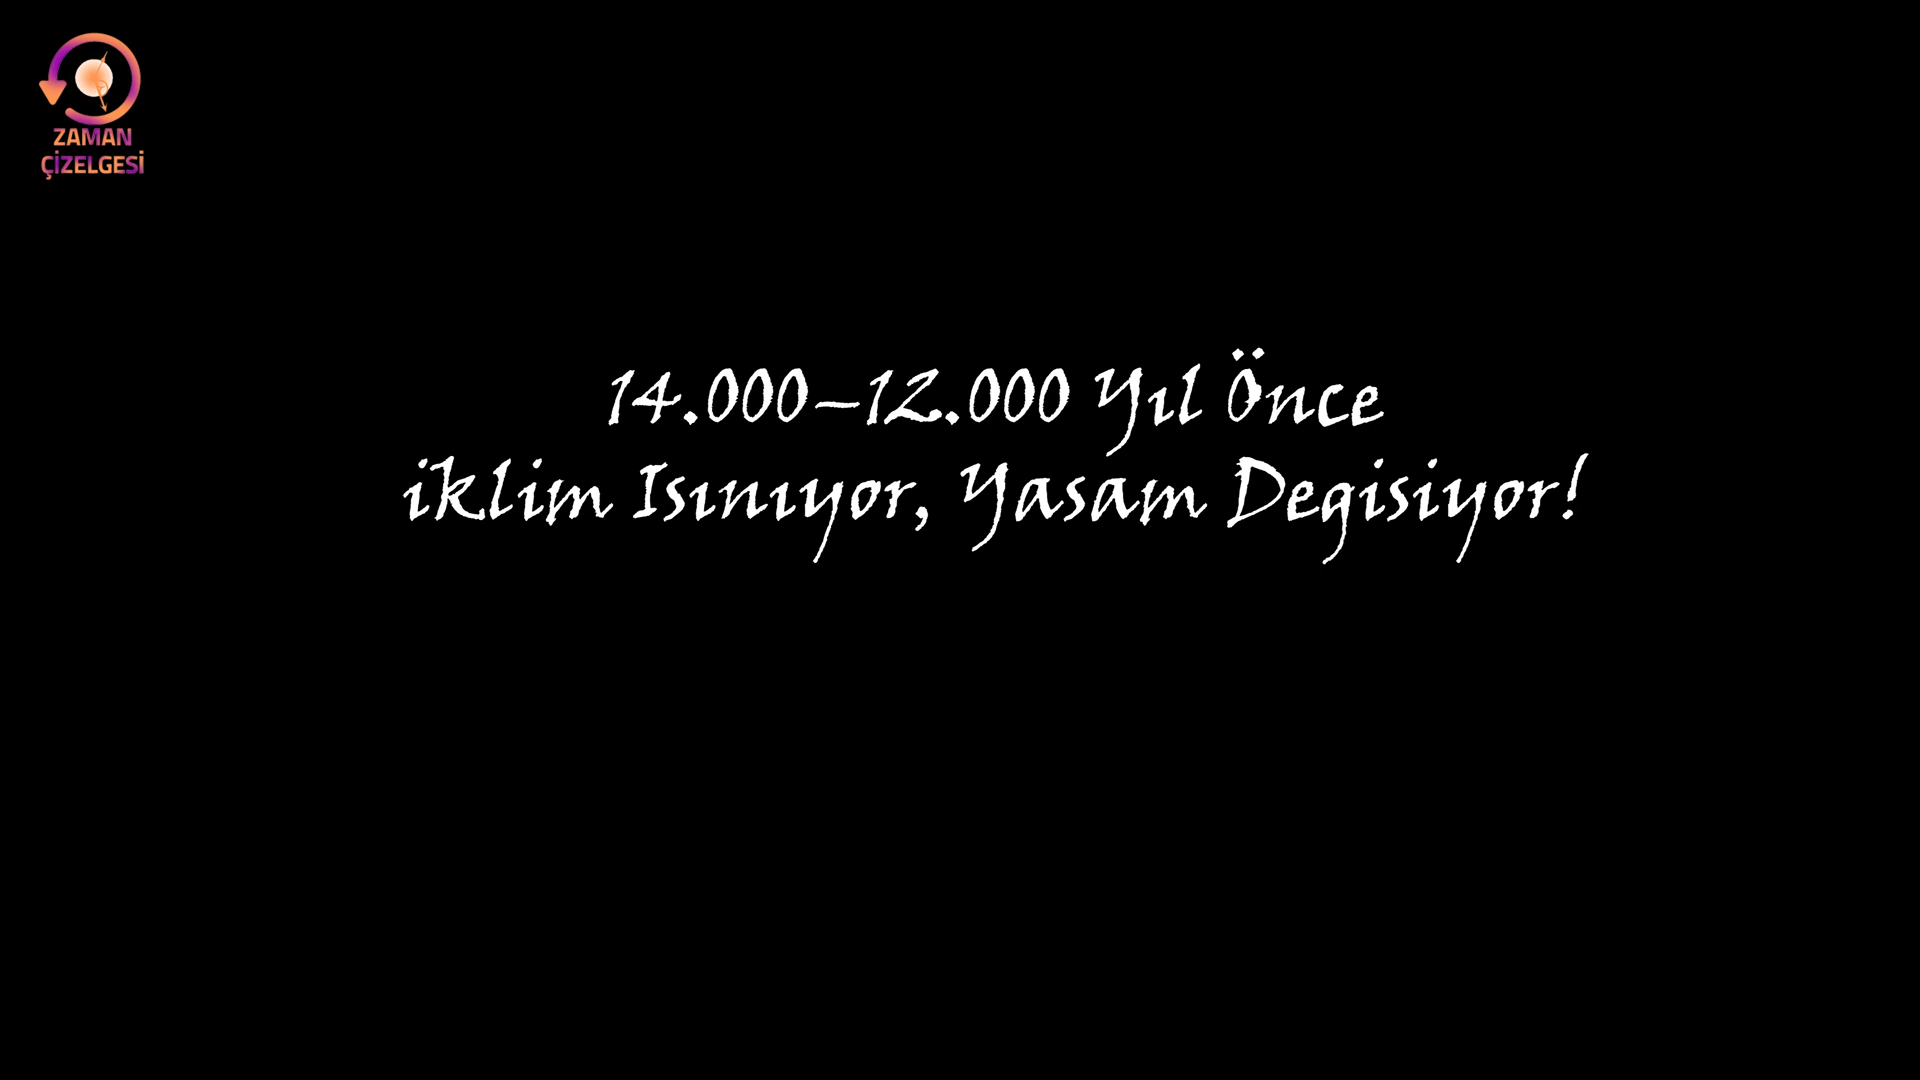 ZAMAN
ÇİZELGESİ
14.000–12.000 Yıl Önce
iklim Isınıyor, Yasam Degisiyor!